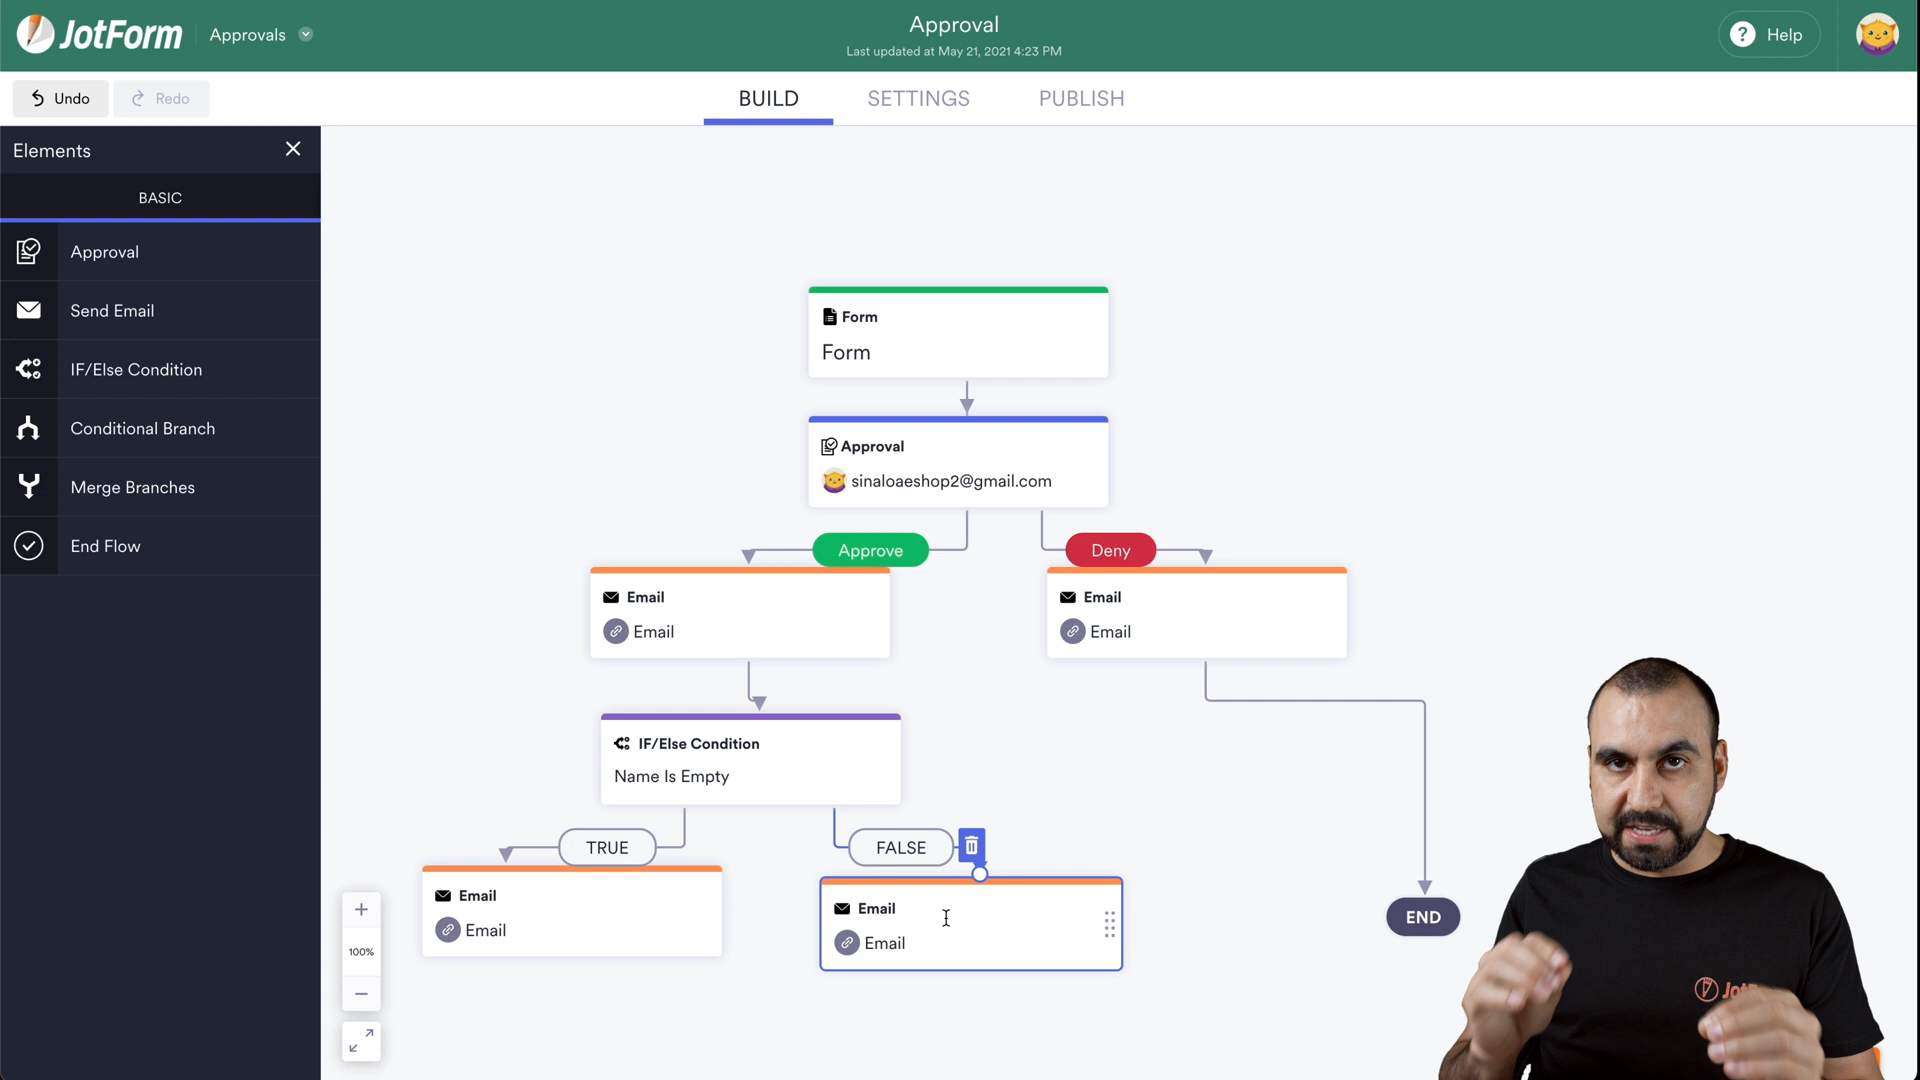 JotForm
Approvals
Approval
Last updated at May 21, 2021 4:23 PM
Help
Undo
Redo
BUILD
SETTINGS
PUBLISH
Elements
BASIC
Approval
Send Email
IF/Else Condition
Conditional Branch
Merge Branches
End Flow
Form
Form
Approval
sinaloaeshop2@gmail.com
Approve
Deny
Email
Email
Email
Email
IF/Else Condition
Name Is Empty
TRUE
FALSE
Email
Email
Email
Email
END
100%